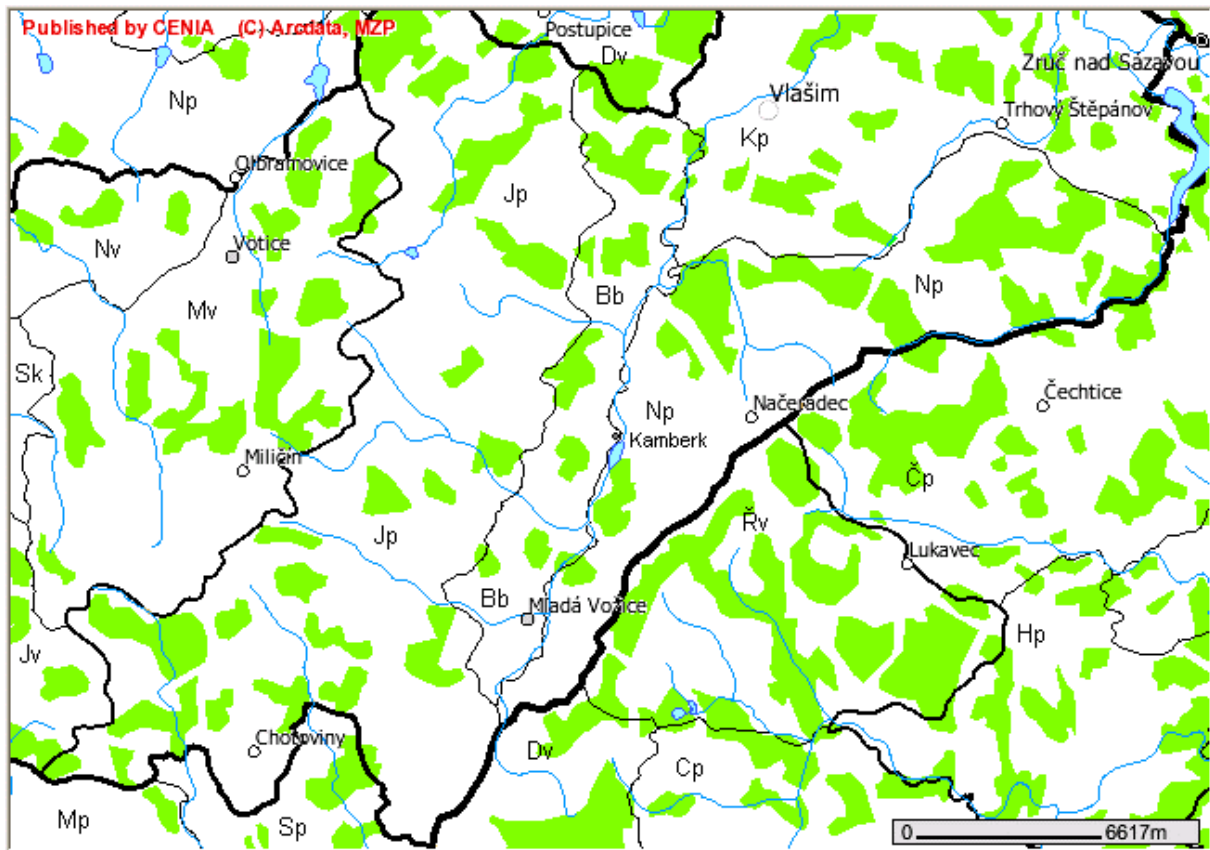 Published by CENIA (C) Arcdáta, MZP
Postupice
Dv
Zruč nad Sázavou
Np
Vlašim
Trhový Štěpánov
Kp
Olbramovice
Jp
Nv
Votice
Np
Bb
Mv
Sk
Čechtice
Np
Načeradec
Kamberk
Miličín
Čp
Řv
Jp
Lukavec
Bb
Mladá Vožice
Hp
Jv
Chotoviny
Dv
Cp
Mp
Sp
0 6617m